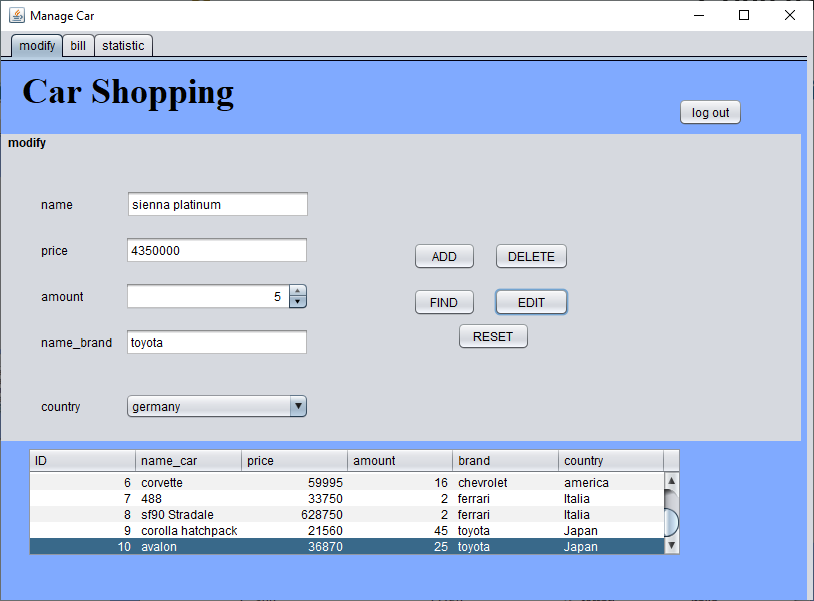 Manage Car
modify bill statistic
Car Shopping
log out
modify
name sienna platinum
price 4350000
ADD DELETE
amount 5
FIND EDIT
RESET
name_brand toyota
country germany
ID name_car price amount brand country
6 corvette 59995 16 chevrolet america
7 488 33750 2 ferrari Italia
8 sf90 Stradale 628750 2 ferrari Italia
9 corolla hatchpack 21560 45 toyota Japan
10 avalon 36870 25 toyota Japan